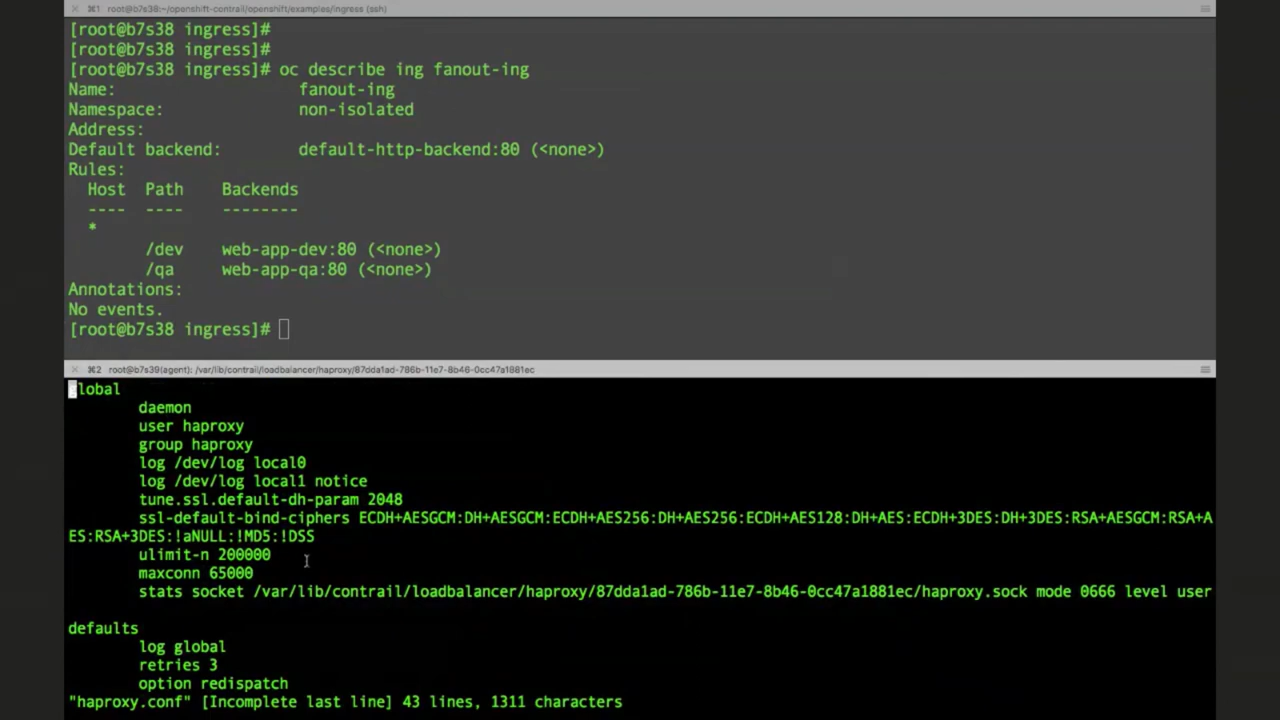 ⌘1 root@b7s38:~/openshift-contrail/openshift/examples/ingress (ssh)
[root@b7s38 ingress]#
[root@b7s38 ingress]#
[root@b7s38 ingress]# oc describe ing fanout-ing
Name: fanout-ing
Namespace: non-isolated
Address:
Default backend: default-http-backend:80 (<none>)
Rules:
Host Path Backends
---- ---- --------
*
/dev web-app-dev:80 (<none>)
/qa web-app-qa:80 (<none>)
Annotations:
No events.
[root@b7s38 ingress]#
⌘2 root@b7s39(agent): /var/lib/contrail/loadbalancer/haproxy/87dda1ad-786b-11e7-8b46-0cc47a1881ec
global
daemon
user haproxy
group haproxy
log /dev/log local0
log /dev/log local1 notice
tune.ssl.default-dh-param 2048
ssl-default-bind-ciphers ECDH+AESGCM:DH+AESGCM:ECDH+AES256:DH+AES256:ECDH+AES128:DH+AES:ECDH+3DES:DH+3DES:RSA+AESGCM:RSA+A
ES:RSA+3DES:!aNULL:!MD5:!DSS
ulimit-n 200000
maxconn 65000
stats socket /var/lib/contrail/loadbalancer/haproxy/87dda1ad-786b-11e7-8b46-0cc47a1881ec/haproxy.sock mode 0666 level user
defaults
log global
retries 3
option redispatch
"haproxy.conf" [Incomplete last line] 43 lines, 1311 characters